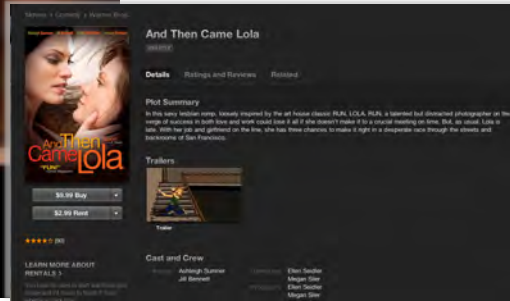 Movies > Comedy > Warren Bros.
And Then Came Lola
Details Ratings and Reviews Related
Plot Summary
In this sexy lesbian romp, loosely inspired by the art house classic RUN, LOLA, RUN, a talented but distracted photographer on the
verge of success in both love and work could lose it all if she doesn't make it to a crucial meeting on time. But, as usual, Lola is
late. With her job and girlfriend on the line, she has three chances to make it right in a desperate race through the streets and
backrooms of San Francisco.
And Then
Came Lola
"FUN!"
Trailers
Trailer
$9.99 Buy
$2.99 Rent
(90)
LEARN MORE ABOUT
RENTALS >
Cast and Crew
Ashleigh Sumner
Jill Bennett
Ellen Seidler
Megan Siler
Ellen Seidler
Megan Siler